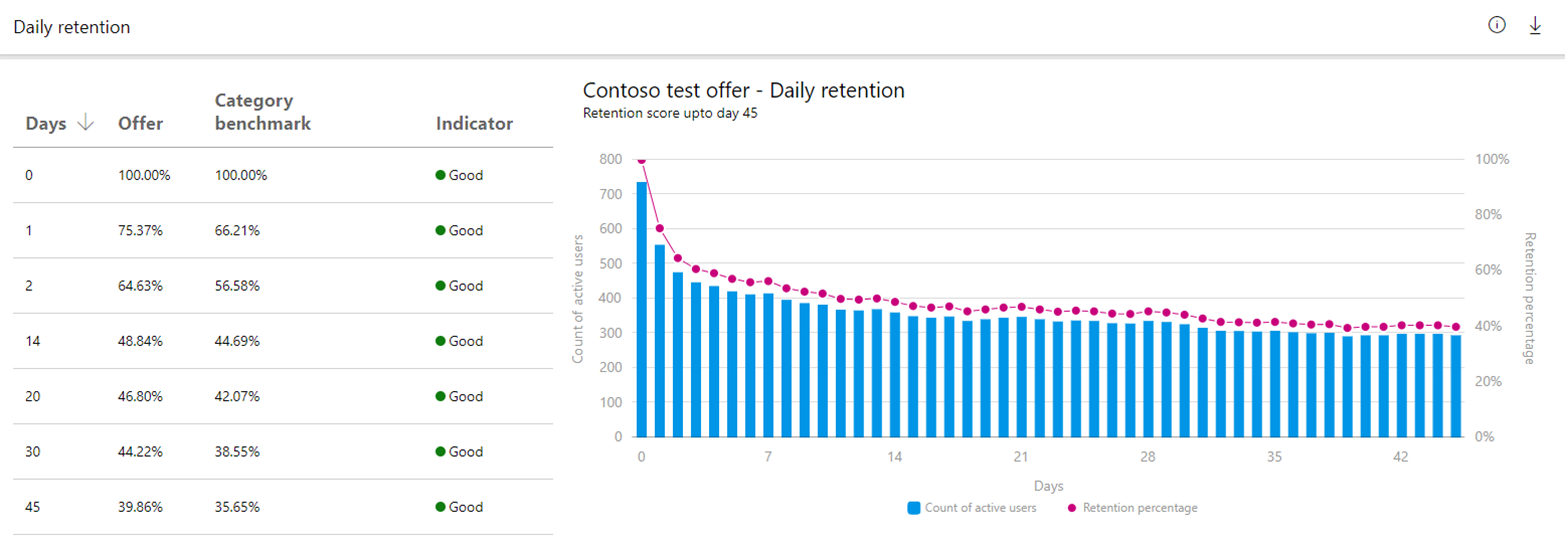 Daily retention
Days Offer Category benchmark Indicator
0 100.00% 100.00% Good
1 75.37% 66.21% Good
2 64.63% 56.58% Good
14 48.84% 44.69% Good
20 46.80% 42.07% Good
30 44.22% 38.55% Good
45 39.86% 35.65% Good
Contoso test offer - Daily retention
Retention score upto day 45
Count of active users
800
700
600
500
400
300
200
100
0
100%
80%
60%
40%
20%
0%
Retention percentage
0 7 14 21 28 35 42
Days
Count of active users Retention percentage